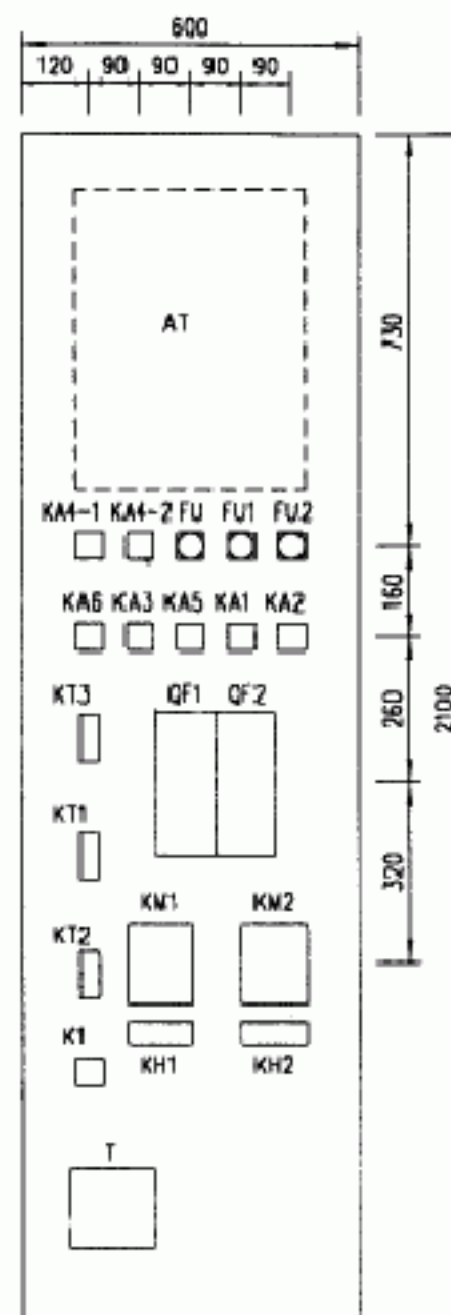 600
120 90 90 90 90
AT
730
KA4-1 KA4-2 FU FU1 FU2
160
KA6 KA3 KA5 KA1 KA2
KT3 QF1 QF2
260
2100
KT1
320
KM1 KM2
KT2
K1
KH1 KH2
T